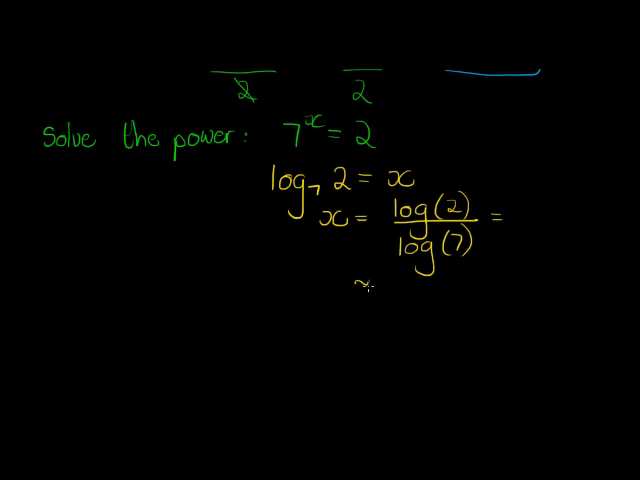 2 2
Solve the power: 7^x = 2
log₇ 2 = x
x = log(2) / log(7) =
≈